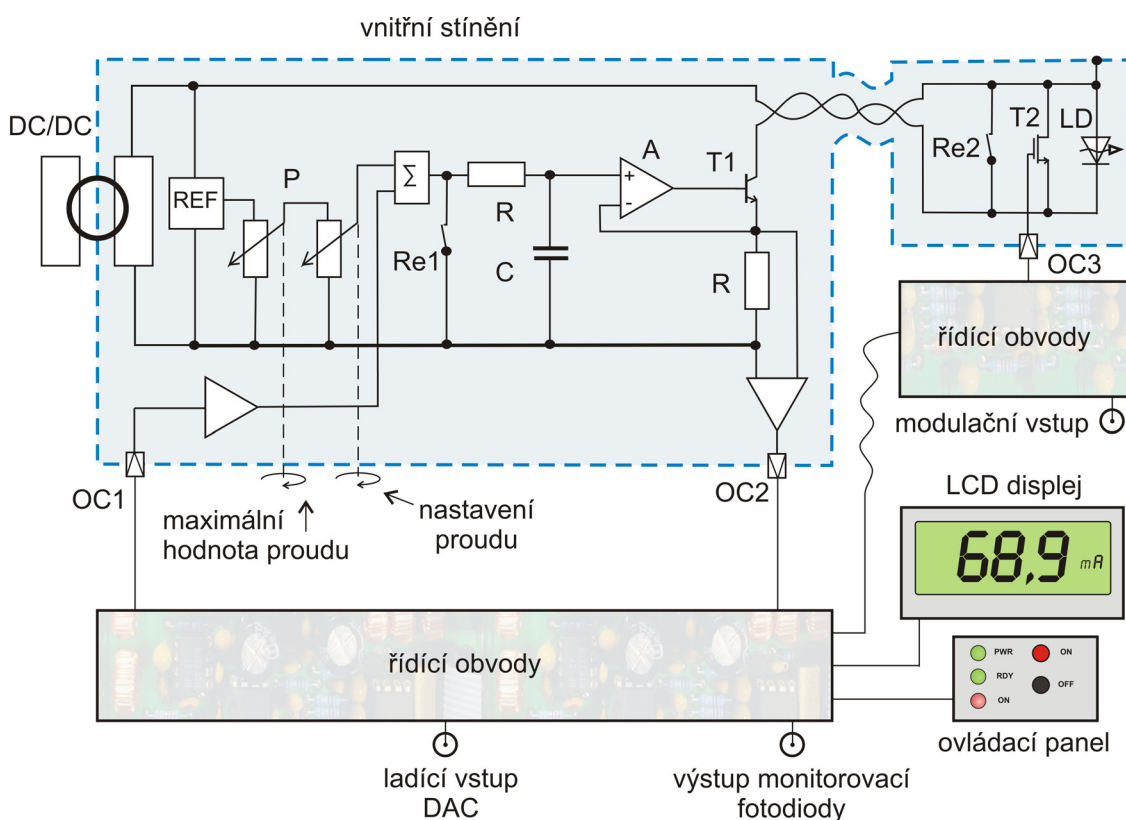 vnitřní stínění
DC/DC
REF
P
Σ
R
Re1
C
A
+
-
T1
R
Re2
T2
LD
OC3
řídící obvody
modulační vstup
OC1
maximální
hodnota proudu
nastavení
proudu
OC2
LCD displej
68,9 mA
řídící obvody
PWR
ON
RDY
OFF
ON
ovládací panel
ladící vstup
DAC
výstup monitorovací
fotodiody